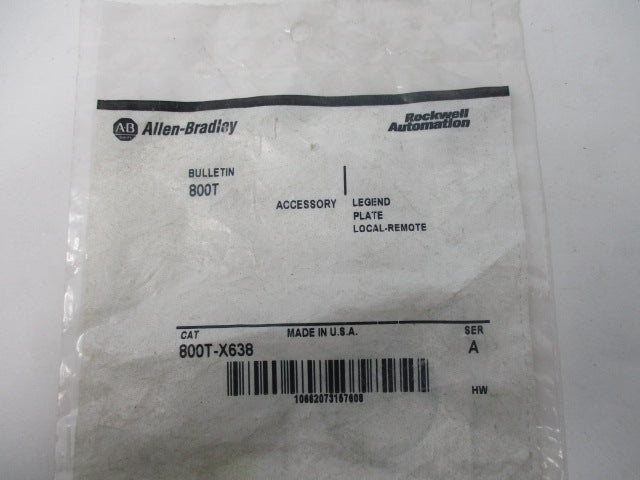 AB Allen-Bradley
Rockwell
Automation
BULLETIN
800T
ACCESSORY
LEGEND
PLATE
LOCAL-REMOTE
CAT
MADE IN U.S.A.
SER
800T-X638
A
10662073157608
HW